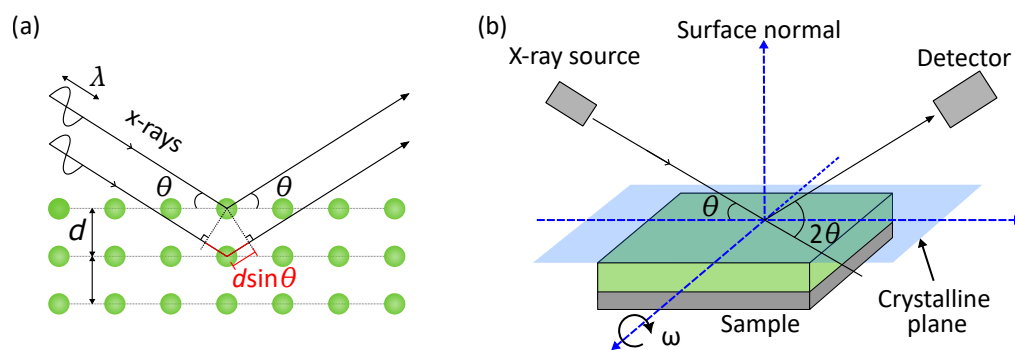 (a)
λ
x-rays
θ
θ
d
dsinθ
(b)
Surface normal
X-ray source
Detector
θ
2θ
Crystalline
plane
Sample
ω